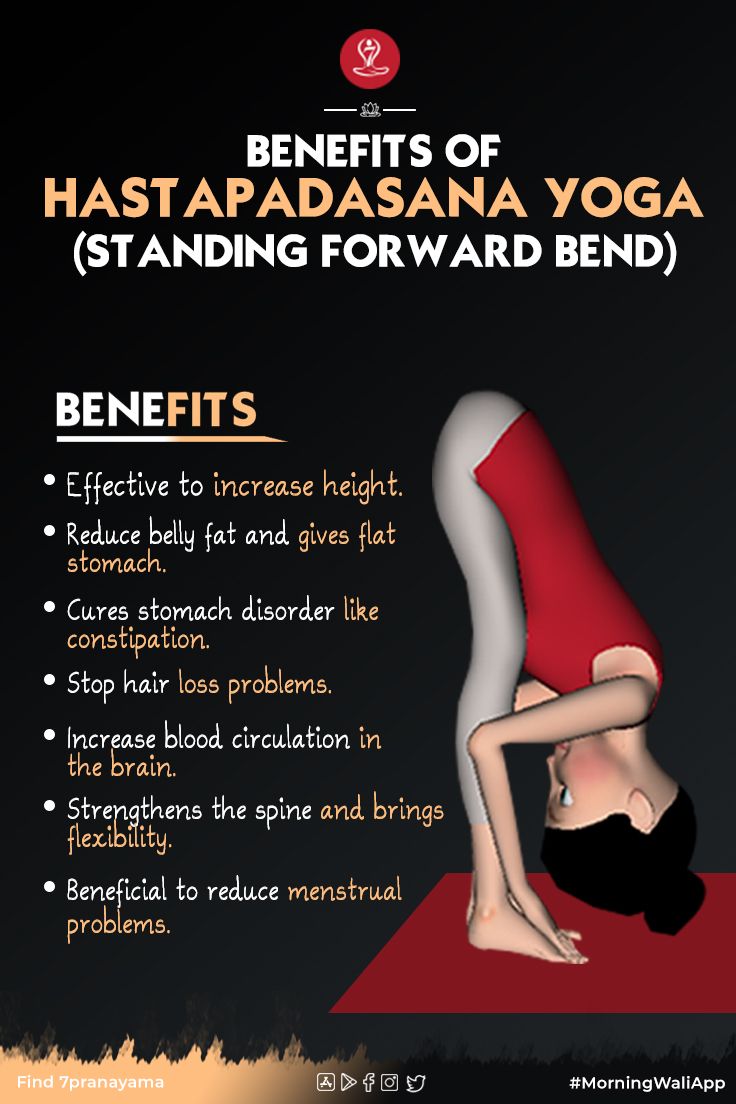 BENEFITS OF
HASTAPADASANA YOGA
(STANDING FORWARD BEND)
BENEFITS
• Effective to increase height.
• Reduce belly fat and gives flat
stomach.
• Cures stomach disorder like
constipation.
• Stop hair loss problems.
• Increase blood circulation in
the brain.
• Strengthens the spine and brings
flexibility.
• Beneficial to reduce menstrual
problems.
Find 7pranayama
#MorningWaliApp